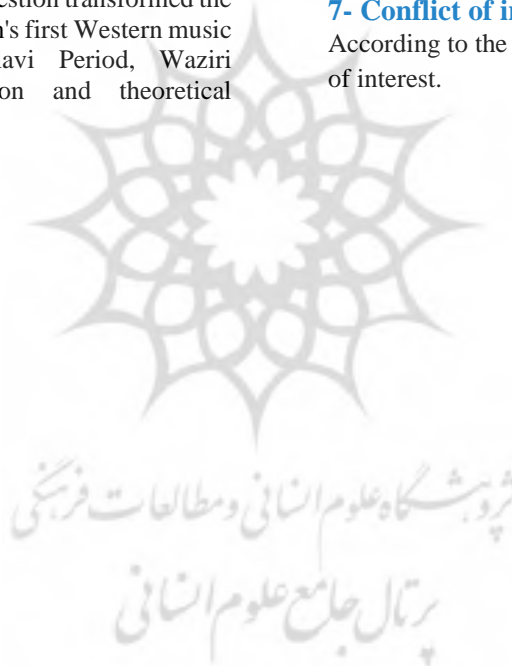 estion transformed the
n's first Western music
avi Period, Waziri
on and theoretical
7- Conflict of in
According to the
of interest.
پژوهشگاه علوم انسانی و مطالعات فرهنگی
پرتال جامع علوم انسانی